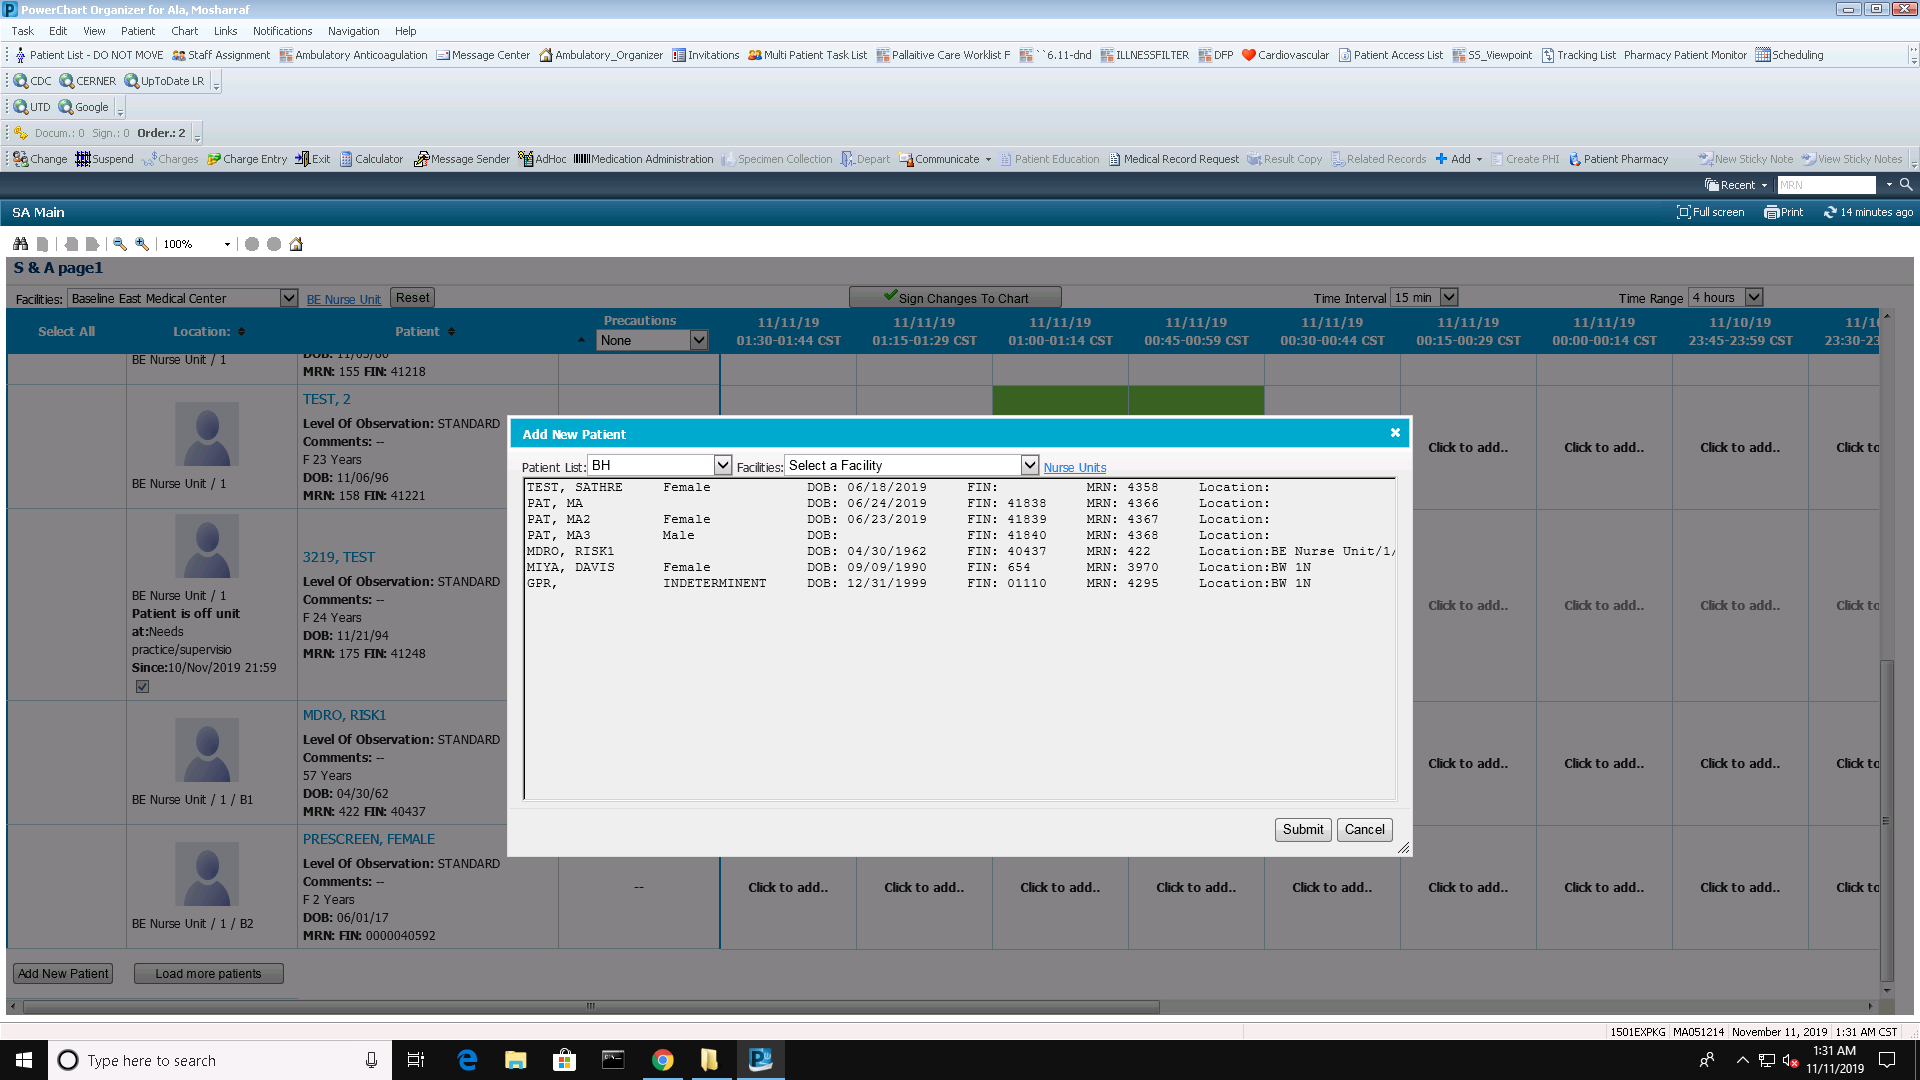 PowerChart Organizer for Ala, Mosharraf
Task Edit View Patient Chart Links Notifications Navigation Help
Patient List - DO NOT MOVE Staff Assignment Ambulatory Anticoagulation Message Center Ambulatory_Organizer Invitations Multi Patient Task List Pallaitive Care Worklist F ``6.11-dnd ILLNESSFILTER DFP Cardiovascular Patient Access List SS_Viewpoint Tracking List Pharmacy Patient Monitor Scheduling
CDC CERNER UpToDate LR
UTD Google
Docum.: 0 Sign.: 0 Order.: 2
Change Suspend Charges Charge Entry Exit Calculator Message Sender AdHoc Medication Administration Specimen Collection Depart Communicate Patient Education Medical Record Request Result Copy Related Records Add Create PHI Patient Pharmacy New Sticky Note View Sticky Notes
Recent MRN
SA Main Full screen Print 14 minutes ago
100%
S & A page1
Facilities: Baseline East Medical Center BE Nurse Unit Reset Sign Changes To Chart Time Interval 15 min Time Range 4 hours
Select All Location: Patient Precautions None
11/11/19 11/11/19 11/11/19 11/11/19 11/11/19 11/11/19 11/11/19 11/10/19
01:30-01:44 CST 01:15-01:29 CST 01:00-01:14 CST 00:45-00:59 CST 00:30-00:44 CST 00:15-00:29 CST 00:00-00:14 CST 23:45-23:59 CST
BE Nurse Unit / 1
MRN: 155 FIN: 41218
TEST, 2
Level Of Observation: STANDARD
Comments: --
F 23 Years
DOB: 11/06/96
MRN: 158 FIN: 41221
BE Nurse Unit / 1
Click to add.. Click to add.. Click to add..
3219, TEST
Level Of Observation: STANDARD
Comments: --
F 24 Years
DOB: 11/21/94
MRN: 175 FIN: 41248
BE Nurse Unit / 1
Patient is off unit
at:Needs
practice/supervisio
Since:10/Nov/2019 21:59
Click to add.. Click to add.. Click to add..
MDRO, RISK1
Level Of Observation: STANDARD
Comments: --
57 Years
DOB: 04/30/62
MRN: 422 FIN: 40437
BE Nurse Unit / 1 / B1
Click to add.. Click to add.. Click to add..
PRESCREEN, FEMALE
Level Of Observation: STANDARD
Comments: --
F 2 Years
DOB: 06/01/17
MRN: FIN: 0000040592
BE Nurse Unit / 1 / B2
-- Click to add.. Click to add.. Click to add.. Click to add.. Click to add.. Click to add.. Click to add.. Click to add..
Add New Patient Load more patients
Add New Patient
Patient List: BH Facilities: Select a Facility Nurse Units
TEST, SATHRE Female DOB: 06/18/2019 FIN: MRN: 4358 Location:
PAT, MA DOB: 06/24/2019 FIN: 41838 MRN: 4366 Location:
PAT, MA2 Female DOB: 06/23/2019 FIN: 41839 MRN: 4367 Location:
PAT, MA3 Male DOB: FIN: 41840 MRN: 4368 Location:
MDRO, RISK1 DOB: 04/30/1962 FIN: 40437 MRN: 422 Location:BE Nurse Unit/1/
MIYA, DAVIS Female DOB: 09/09/1990 FIN: 654 MRN: 3970 Location:BW 1N
GPR, INDETERMINENT DOB: 12/31/1999 FIN: 01110 MRN: 4295 Location:BW 1N
Submit Cancel
1501EXPKG MA051214 November 11, 2019 1:31 AM CST
Type here to search
1:31 AM
11/11/2019